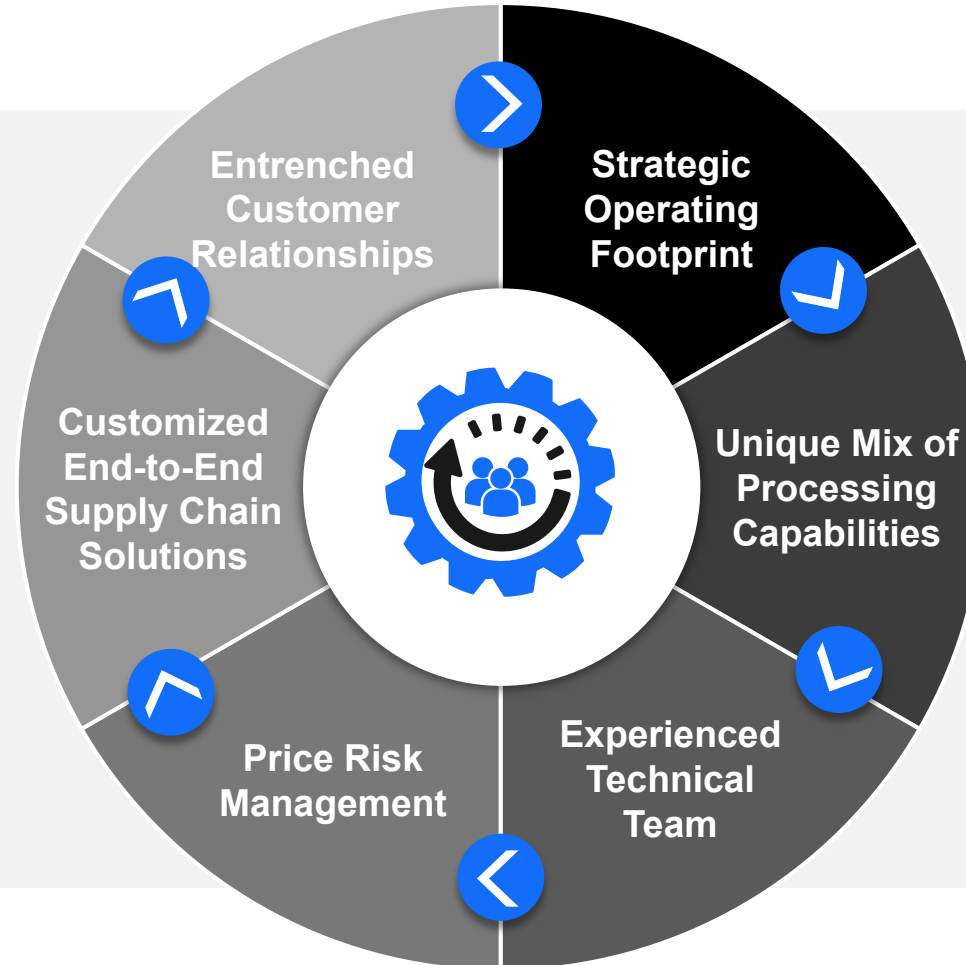 Entrenched
Customer
Relationships
Strategic
Operating
Footprint
Customized
End-to-End
Supply Chain
Solutions
Unique Mix of
Processing
Capabilities
Price Risk
Management
Experienced
Technical
Team